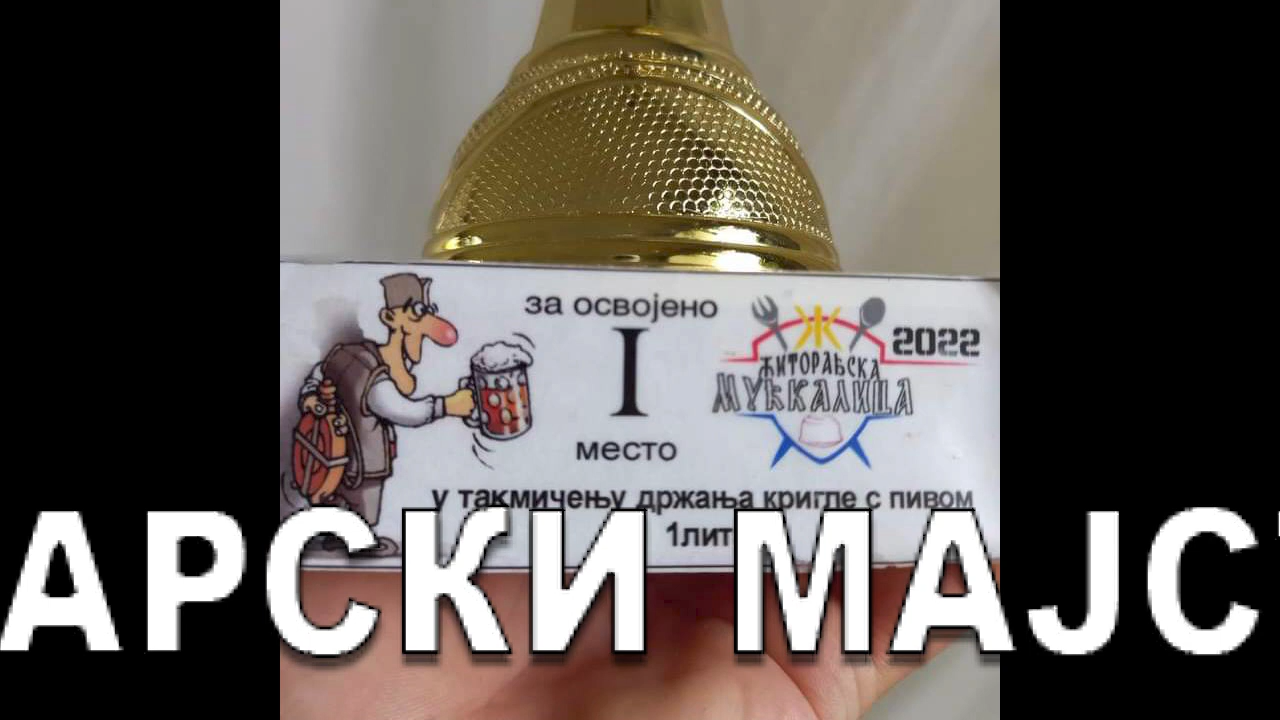 за освојено
I
место
Ж
2022
ЖИТОРАЂСКА
МУЋКАЛИЦА
у такмичењу држања кригле с пивом
1лит
АРСКИ МАЈС